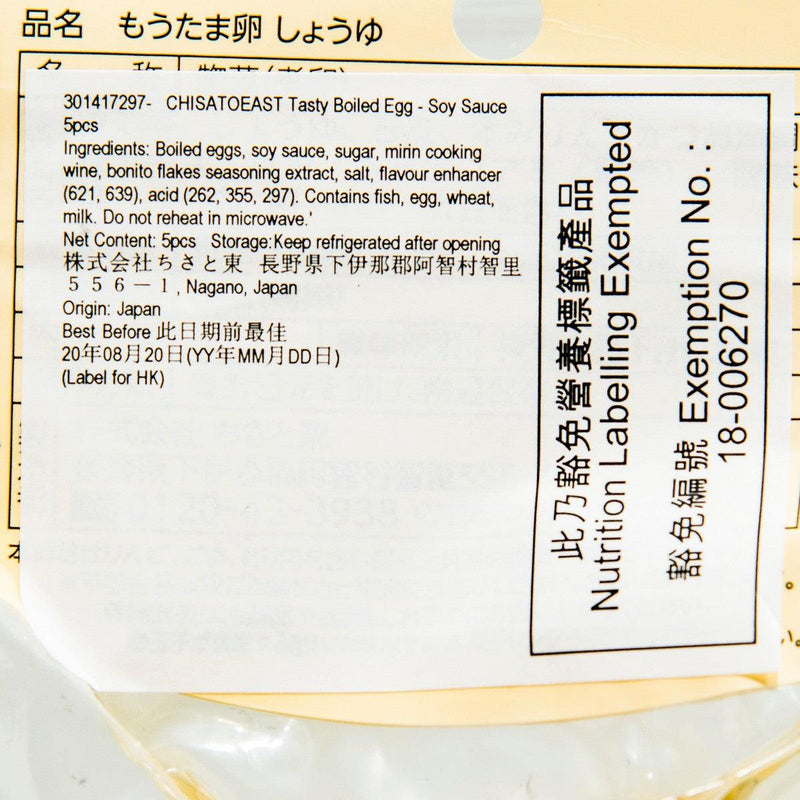 品名　もうたま卵 しょうゆ
名　称
301417297-   CHISATOEAST Tasty Boiled Egg - Soy Sauce
5pcs
Ingredients: Boiled eggs, soy sauce, sugar, mirin cooking
wine, bonito flakes seasoning extract, salt, flavour enhancer
(621, 639), acid (262, 355, 297). Contains fish, egg, wheat,
milk. Do not reheat in microwave.'
Net Content: 5pcs   Storage:Keep refrigerated after opening
株式会社ちさと東  長野県下伊那郡阿智村智里
５５６－１, Nagano, Japan
Origin: Japan
Best Before 此日期前最佳
20年08月20日(YY年MM月DD日)
(Label for HK)
此乃豁免營養標籤產品
Nutrition Labelling Exempted
豁免編號 Exemption No. :
18-006270